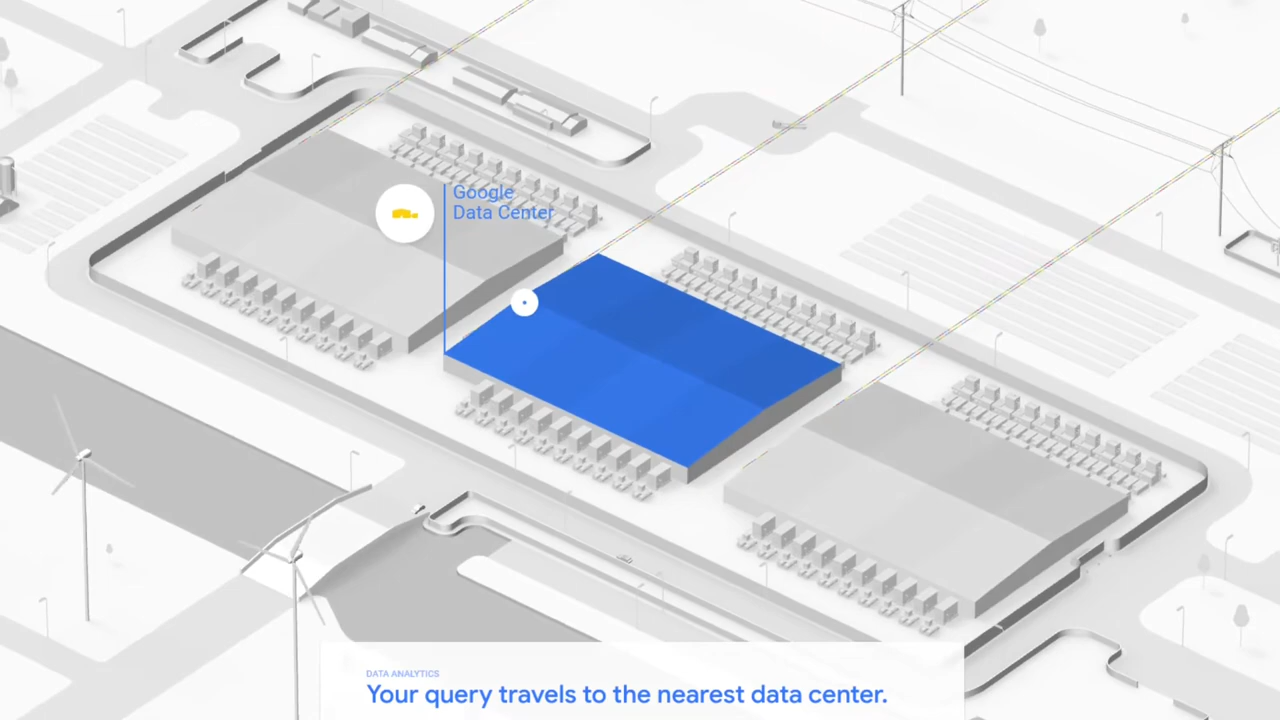 Google
Data Center
DATA ANALYTICS
Your query travels to the nearest data center.